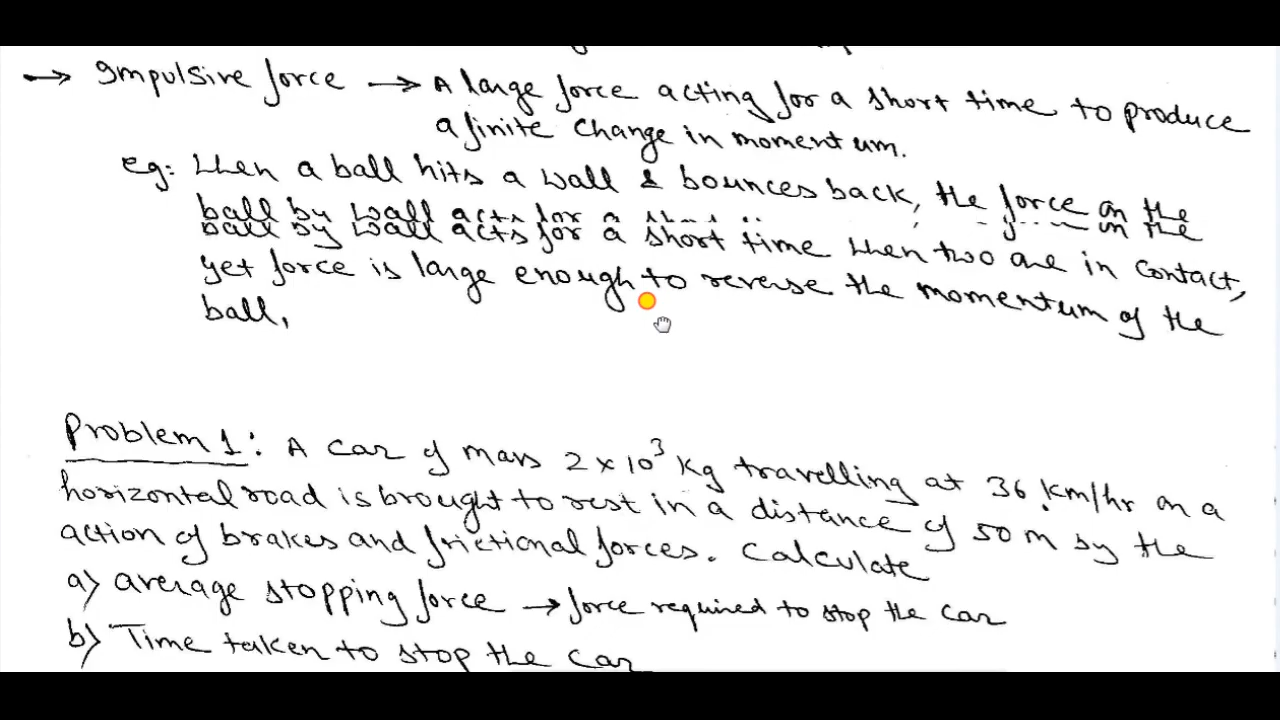 → Impulsive force → A large force acting for a short time to produce
a finite change in momentum.
eg: When a ball hits a wall & bounces back, the force on the
ball by wall acts for a short time when two are in contact,
yet force is large enough to reverse the momentum of the
ball,
Problem 1: A car of mass 2 x 10³ kg travelling at 36 km/hr on a
horizontal road is brought to rest in a distance of 50 m by the
action of brakes and frictional forces. Calculate
a) average stopping force → force required to stop the car
b) Time taken to stop the car